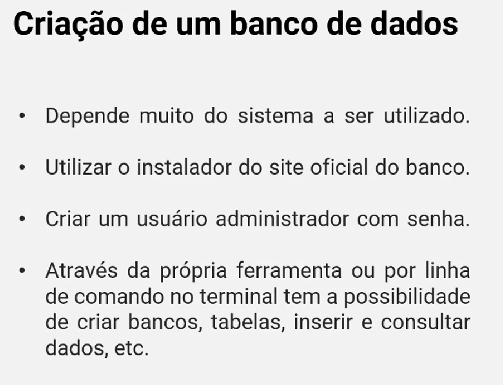 Criação de um banco de dados
• Depende muito do sistema a ser utilizado.
• Utilizar o instalador do site oficial do banco.
• Criar um usuário administrador com senha.
• Através da própria ferramenta ou por linha
de comando no terminal tem a possibilidade
de criar bancos, tabelas, inserir e consultar
dados, etc.